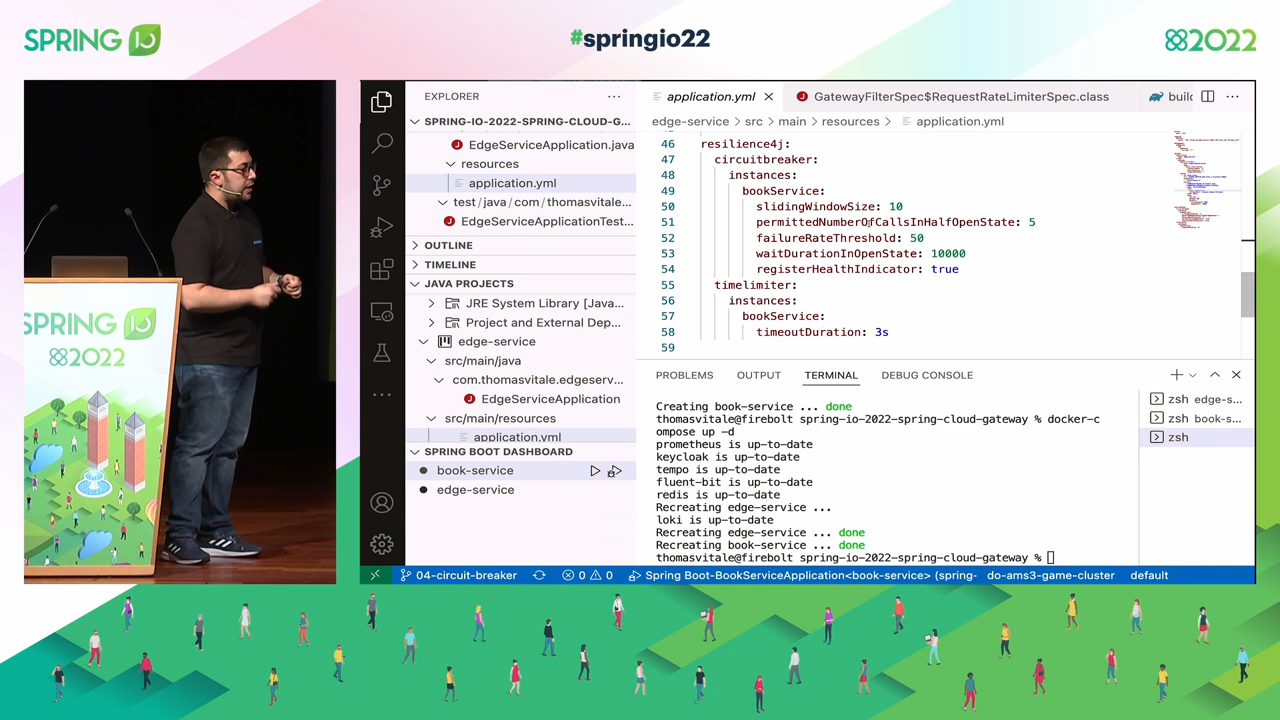 SPRING IO
#springio22
2022
SPRING IO
2022
EXPLORER
SPRING-IO-2022-SPRING-CLOUD-G...
EdgeServiceApplication.java
resources
application.yml
test / java / com / thomasvitale...
EdgeServiceApplicationTest...
OUTLINE
TIMELINE
JAVA PROJECTS
JRE System Library [Java...
Project and External Dep...
edge-service
src/main/java
com.thomasvitale.edgeserv...
EdgeServiceApplication
src/main/resources
application.yml
SPRING BOOT DASHBOARD
book-service
edge-service
application.yml
GatewayFilterSpec$RequestRateLimiterSpec.class
build
edge-service > src > main > resources > application.yml
46 resilience4j:
47 circuitbreaker:
48 instances:
49 bookService:
50 slidingWindowSize: 10
51 permittedNumberOfCallsInHalfOpenState: 5
52 failureRateThreshold: 50
53 waitDurationInOpenState: 10000
54 registerHealthIndicator: true
55 timelimiter:
56 instances:
57 bookService:
58 timeoutDuration: 3s
59
PROBLEMS OUTPUT TERMINAL DEBUG CONSOLE
Creating book-service ... done
thomasvitale@firebolt spring-io-2022-spring-cloud-gateway % docker-c
ompose up -d
prometheus is up-to-date
keycloak is up-to-date
tempo is up-to-date
fluent-bit is up-to-date
redis is up-to-date
Recreating edge-service ...
loki is up-to-date
Recreating edge-service ... done
Recreating book-service ... done
thomasvitale@firebolt spring-io-2022-spring-cloud-gateway %
zsh edge-s...
zsh book-s...
zsh
04-circuit-breaker 0 0 Spring Boot-BookServiceApplication<book-service> (spring- do-ams3-game-cluster default